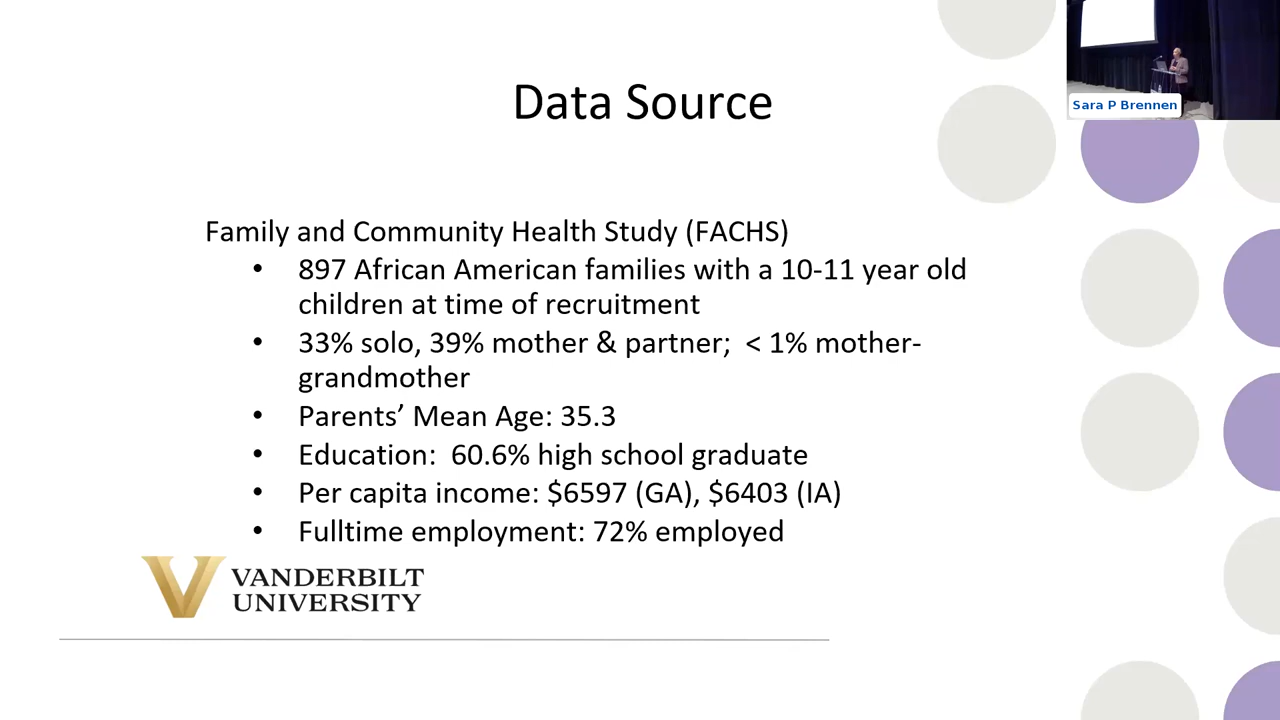 Data Source
Sara P Brennen
Family and Community Health Study (FACHS)
• 897 African American families with a 10-11 year old
children at time of recruitment
• 33% solo, 39% mother & partner;  < 1% mother-
grandmother
• Parents’ Mean Age: 35.3
• Education:  60.6% high school graduate
• Per capita income: $6597 (GA), $6403 (IA)
• Fulltime employment: 72% employed
VANDERBILT
UNIVERSITY